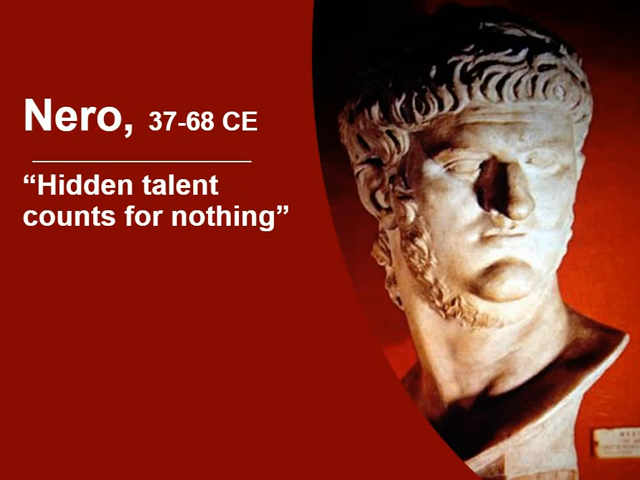 Nero, 37-68 CE
“Hidden talent
counts for nothing”